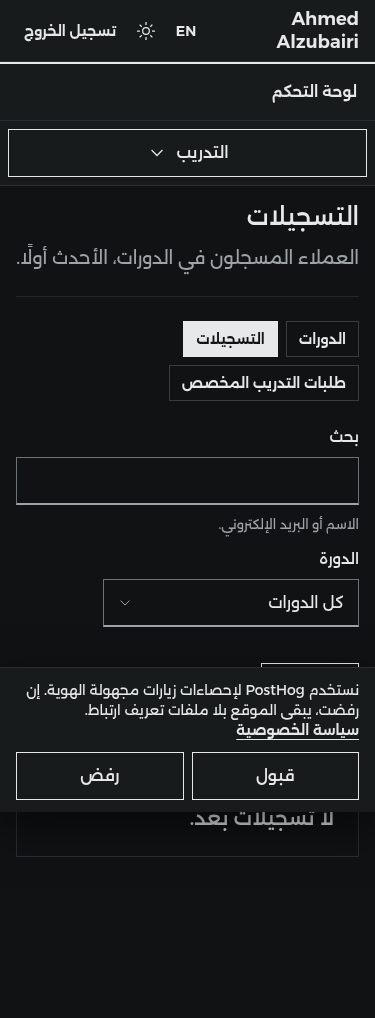 Ahmed
Alzubairi
EN
تسجيل الخروج
لوحة التحكم
التدريب
التسجيلات
العملاء المسجلون في الدورات، الأحدث أولًا.
الدورات
التسجيلات
طلبات التدريب المخصص
بحث
الاسم أو البريد الإلكتروني.
الدورة
كل الدورات
نستخدم PostHog لإحصاءات زيارات مجهولة الهوية. إن
رفضت، يبقى الموقع بلا ملفات تعريف ارتباط.
سياسة الخصوصية
قبول
رفض
لا تسجيلات بعد.